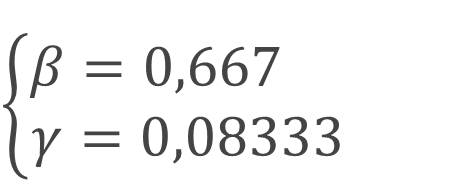 β = 0,667
γ = 0,08333